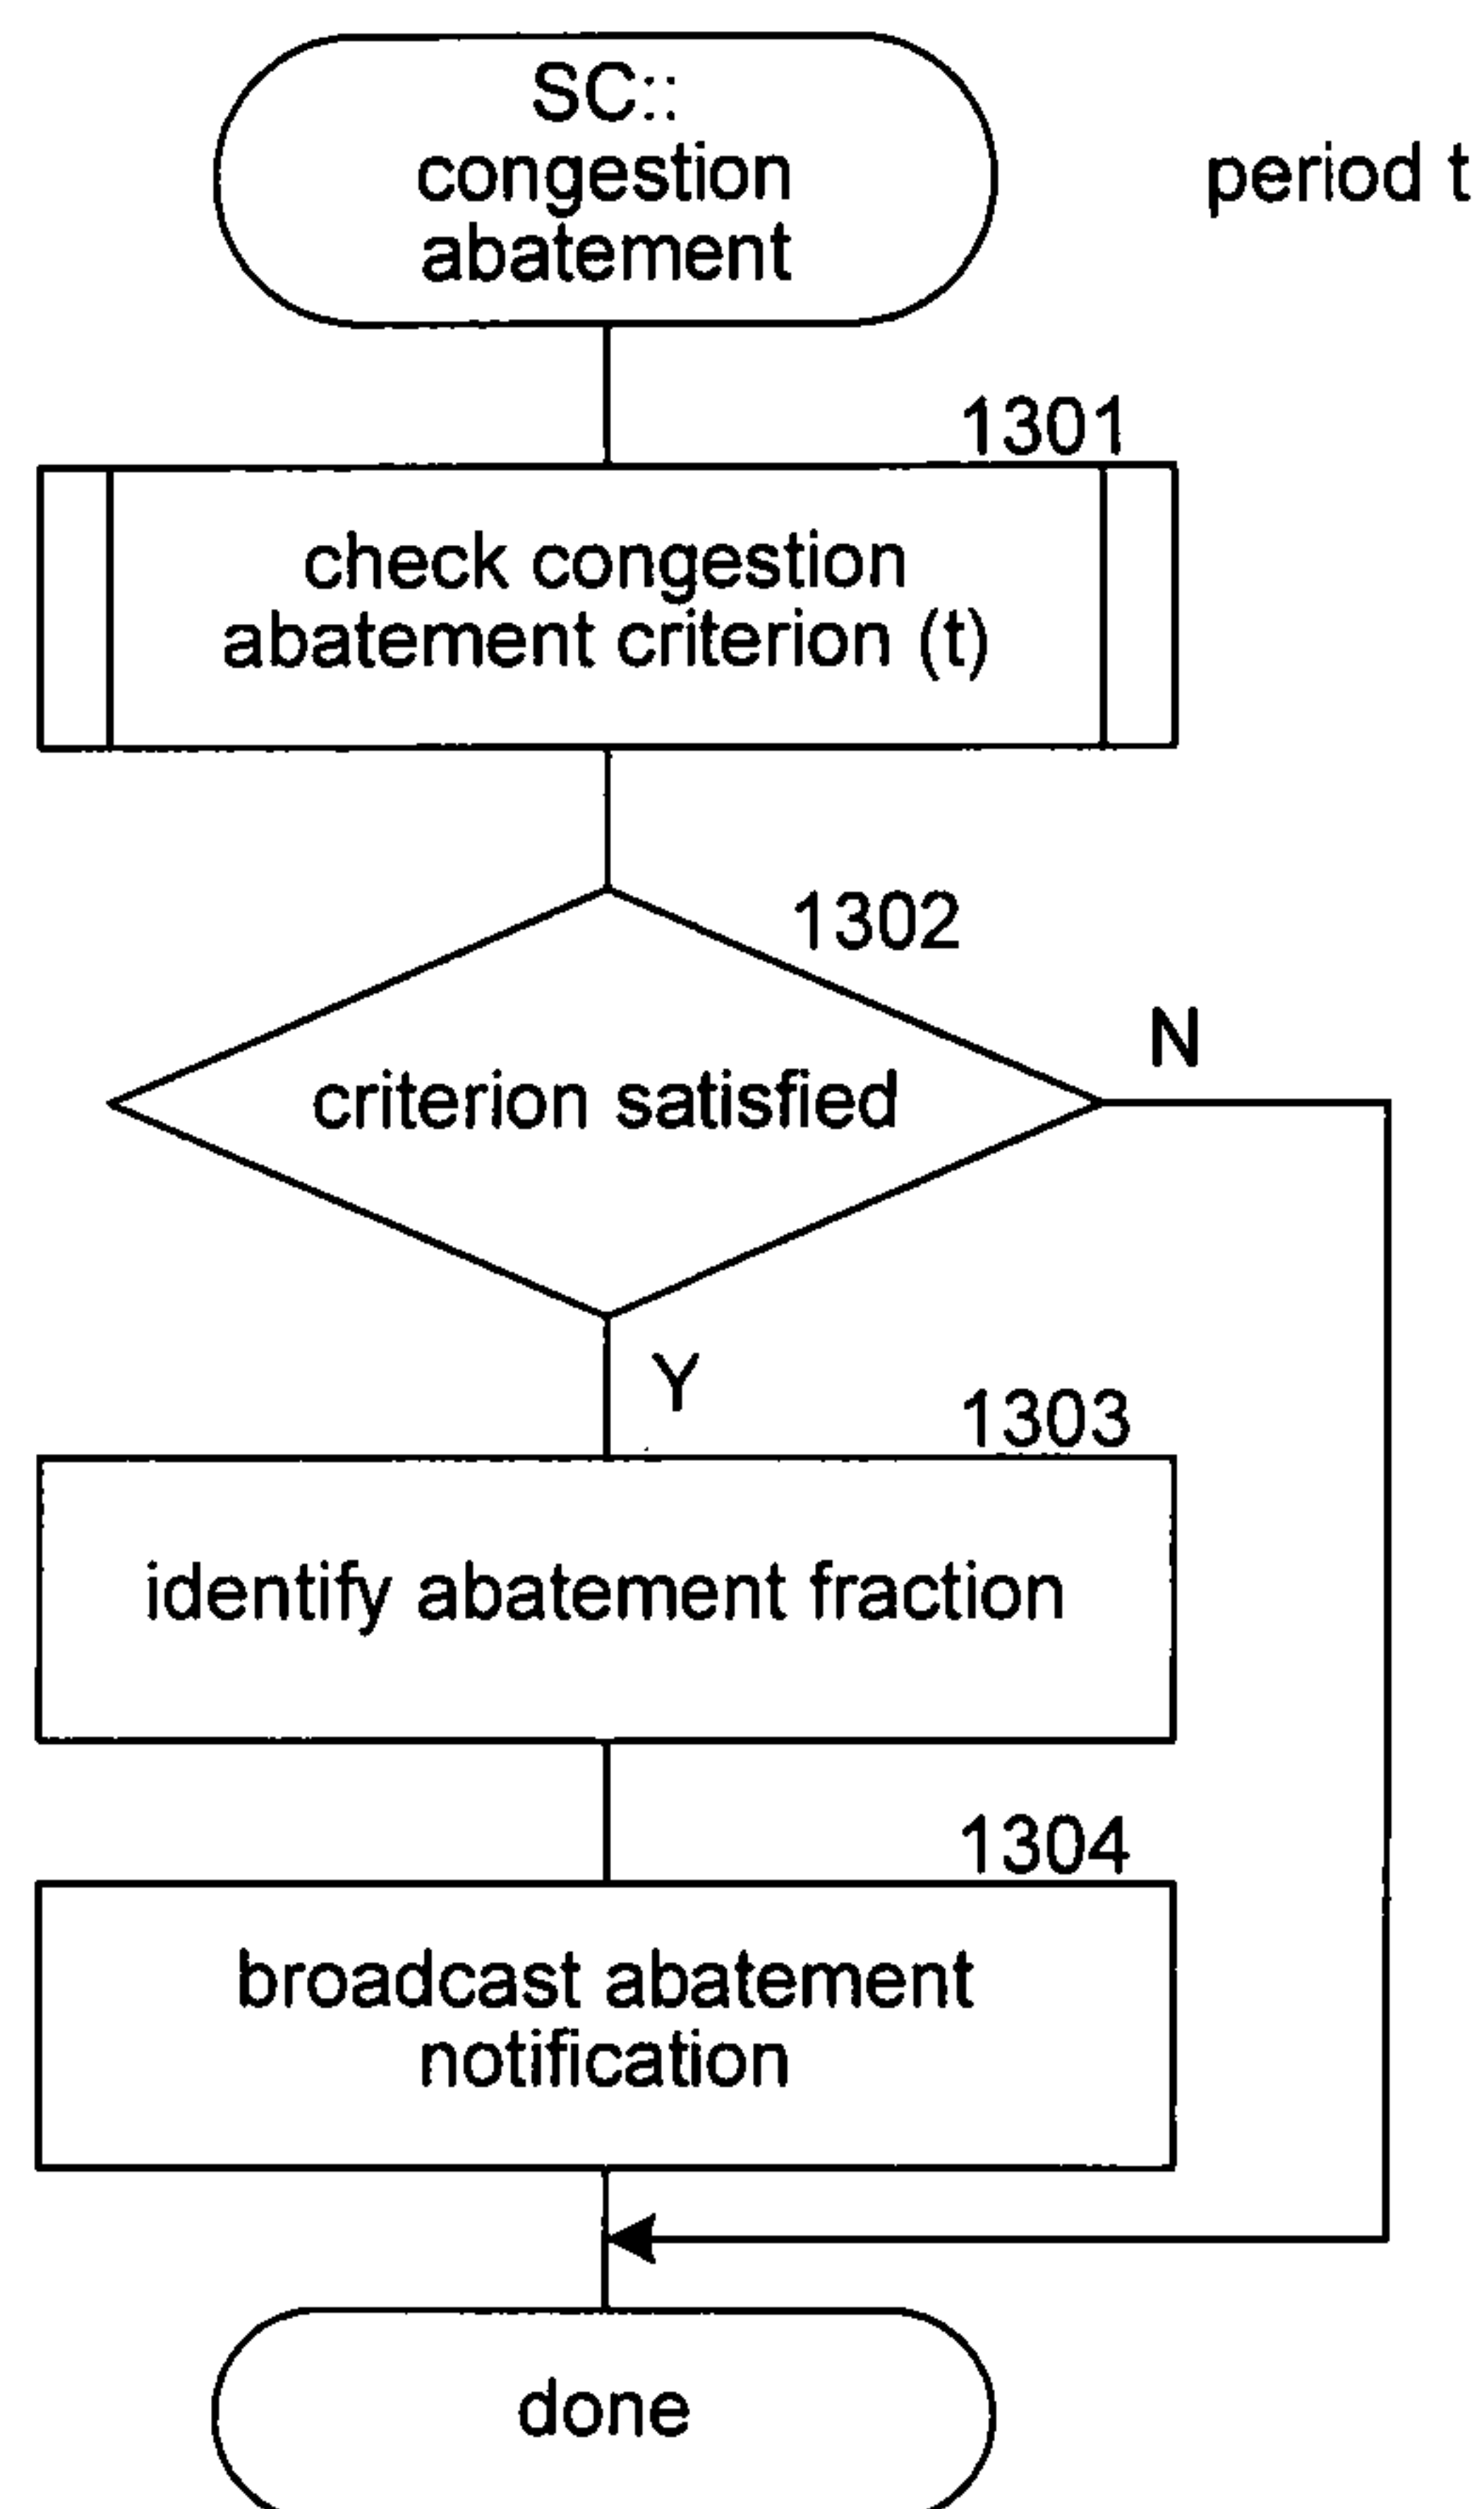 SC::
congestion
abatement
period t
1301
check congestion
abatement criterion (t)
1302
criterion satisfied
N
Y
1303
identify abatement fraction
1304
broadcast abatement
notification
done